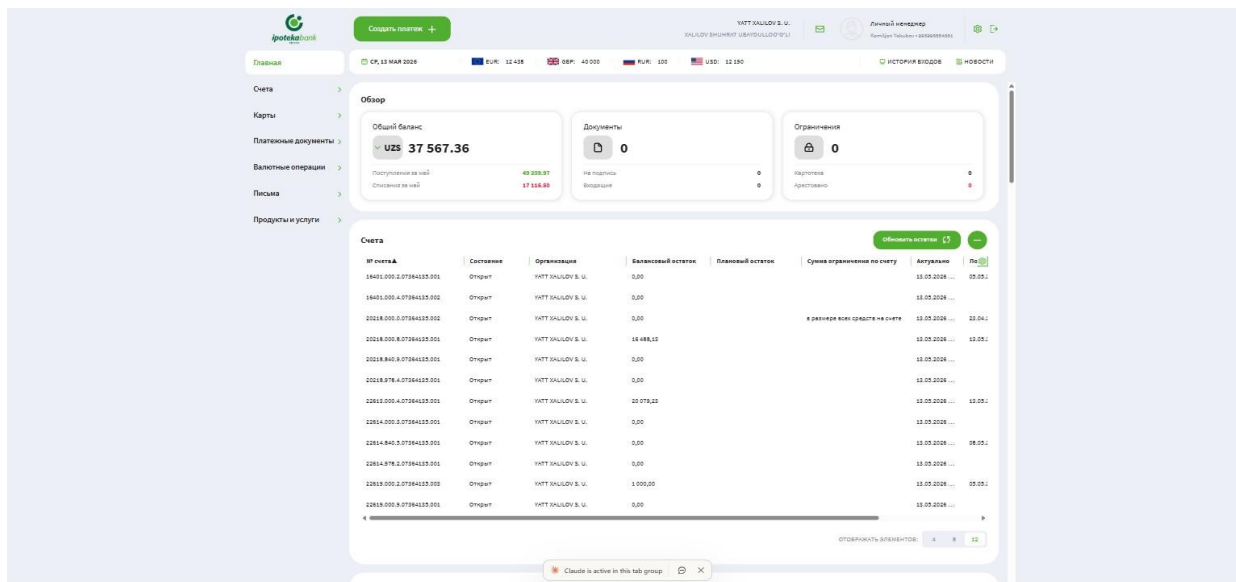 ipotekabank
Создать платеж +
YATT XALILOV S. U.
XALILOV SHUHRAT UBAYDULLO O'G'LI
Личный менеджер
Главная
СР, 13 МАЯ 2026
EUR: 12 438
GBP: 40 000
RUR: 100
USD: 12 190
ИСТОРИЯ ВХОДОВ
НОВОСТИ
Счета
Карты
Платежные документы
Валютные операции
Письма
Продукты и услуги
Обзор
Общий баланс
UZS 37 567.36
Поступления за май 49 299.97
Списания за май 17 116.50
Документы
0
На подпись 0
Входящие 0
Ограничения
0
Картотека 0
Арестовано 0
Счета
Обновить остатки
№ счета Состояние Организация Балансовый остаток Плановый остаток Сумма ограничения по счету Актуально По
16401.000.2.07364135.001 Открыт YATT XALILOV S. U. 0,00 13.05.2026 ... 05.05.2
16401.000.4.07364135.002 Открыт YATT XALILOV S. U. 0,00 13.05.2026 ...
20218.000.0.07364135.002 Открыт YATT XALILOV S. U. 0,00 в размере всех средств на счете 13.05.2026 ... 23.04.2
20218.000.8.07364135.001 Открыт YATT XALILOV S. U. 16 488,13 13.05.2026 ... 13.05.2
20218.840.9.07364135.001 Открыт YATT XALILOV S. U. 0,00 13.05.2026 ...
20218.978.4.07364135.001 Открыт YATT XALILOV S. U. 0,00 13.05.2026 ...
22613.000.4.07364135.001 Открыт YATT XALILOV S. U. 20 079,23 13.05.2026 ... 13.05.2
22614.000.3.07364135.001 Открыт YATT XALILOV S. U. 0,00 13.05.2026 ...
22614.840.5.07364135.001 Открыт YATT XALILOV S. U. 0,00 13.05.2026 ... 06.05.2
22614.978.2.07364135.001 Открыт YATT XALILOV S. U. 0,00 13.05.2026 ...
22619.000.2.07364135.003 Открыт YATT XALILOV S. U. 1 000,00 13.05.2026 ... 05.05.2
22619.000.9.07364135.001 Открыт YATT XALILOV S. U. 0,00 13.05.2026 ...
ОТОБРАЖАТЬ ЭЛЕМЕНТОВ: 4 8 12
Claude is active in this tab group